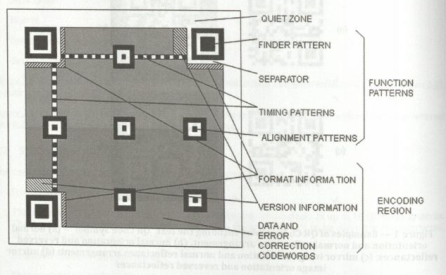 QUIET ZONE
FINDER PATTERN
SEPARATOR
FUNCTION
PATTERNS
TIMING PATTERNS
ALIGNMENT PATTERNS
FORMAT INFORMATION
VERSION INFORMATION
ENCODING
REGION
DATA AND
ERROR
CORRECTION
CODEWORDS